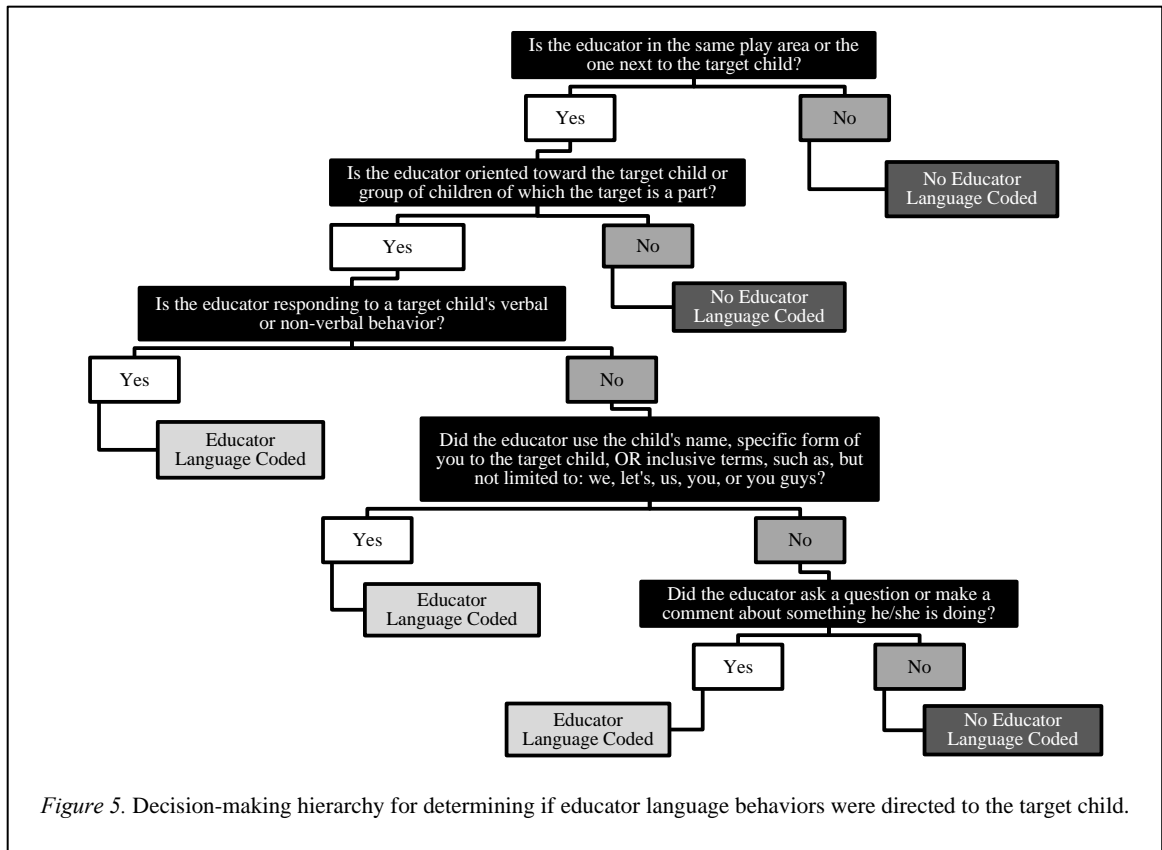 Is the educator in the same play area or the
one next to the target child?
Yes
No
Is the educator oriented toward the target child or
group of children of which the target is a part?
No Educator
Language Coded
Yes
No
Is the educator responding to a target child's verbal
or non-verbal behavior?
No Educator
Language Coded
Yes
No
Educator
Language Coded
Did the educator use the child's name, specific form of
you to the target child, OR inclusive terms, such as, but
not limited to: we, let's, us, you, or you guys?
Yes
No
Educator
Language Coded
Did the educator ask a question or make a
comment about something he/she is doing?
Yes
No
Educator
Language Coded
No Educator
Language Coded
Figure 5. Decision-making hierarchy for determining if educator language behaviors were directed to the target child.